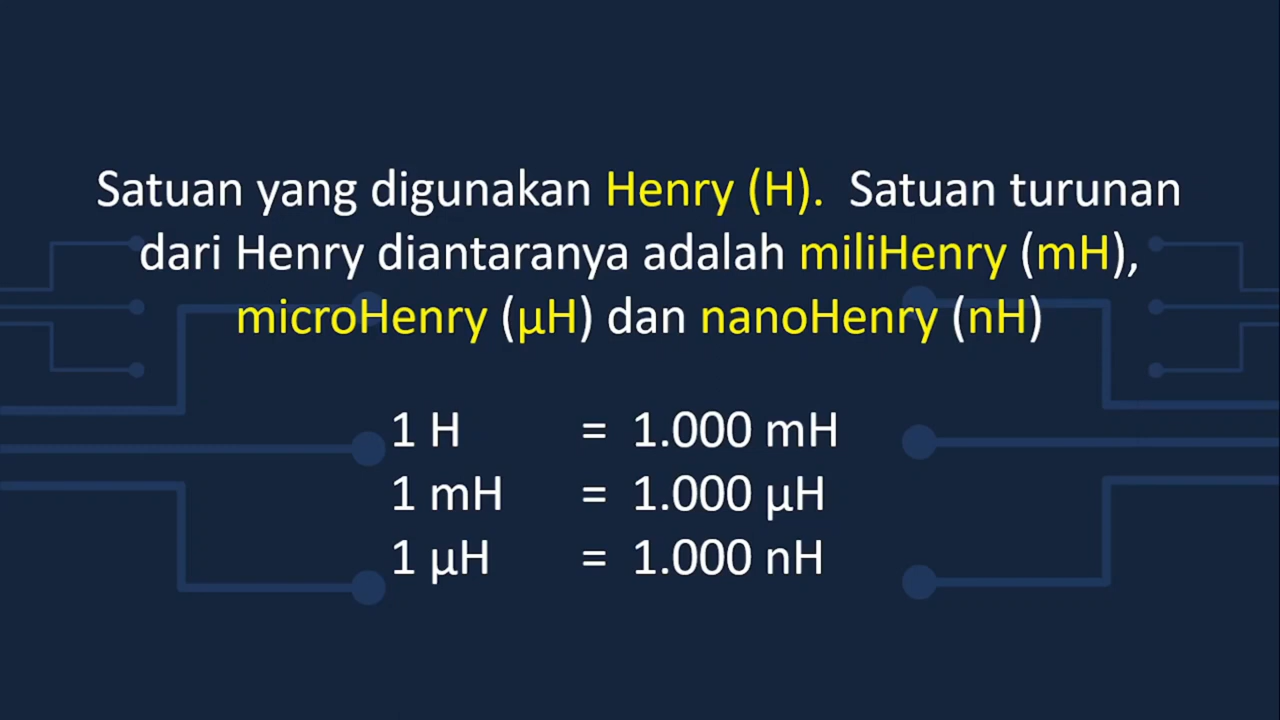 Satuan yang digunakan Henry (H). Satuan turunan
dari Henry diantaranya adalah miliHenry (mH),
microHenry (µH) dan nanoHenry (nH)
1 H = 1.000 mH
1 mH = 1.000 µH
1 µH = 1.000 nH